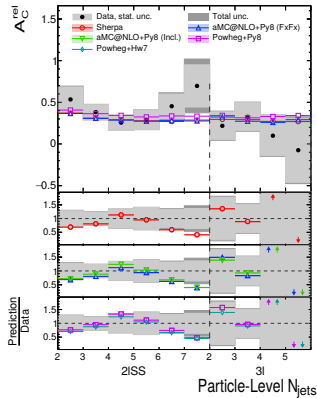 A_C^rel
Data, stat. unc.
Total unc.
Sherpa
aMC@NLO+Py8 (FxFx)
aMC@NLO+Py8 (Incl.)
Powheg+Py8
Powheg+Hw7
1.5
1
0.5
0
−0.5
1.5
1.0
0.5
1.5
1.0
0.5
1.5
1.0
0.5
Prediction
Data
2 3 4 5 6 7 2 3 4 5
2lSS 3l
Particle-Level N_jets